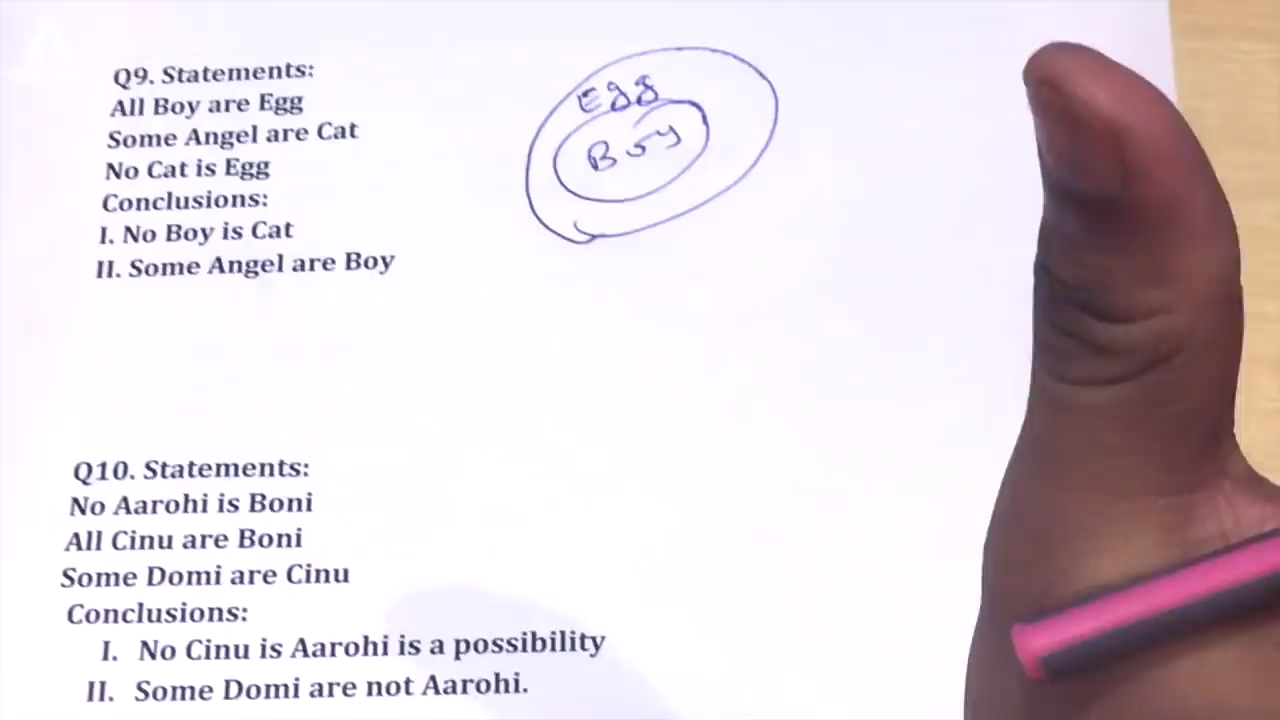 Q9. Statements:
All Boy are Egg
Some Angel are Cat
No Cat is Egg
Conclusions:
I. No Boy is Cat
II. Some Angel are Boy
Egg
Boy
Q10. Statements:
No Aarohi is Boni
All Cinu are Boni
Some Domi are Cinu
Conclusions:
I. No Cinu is Aarohi is a possibility
II. Some Domi are not Aarohi.